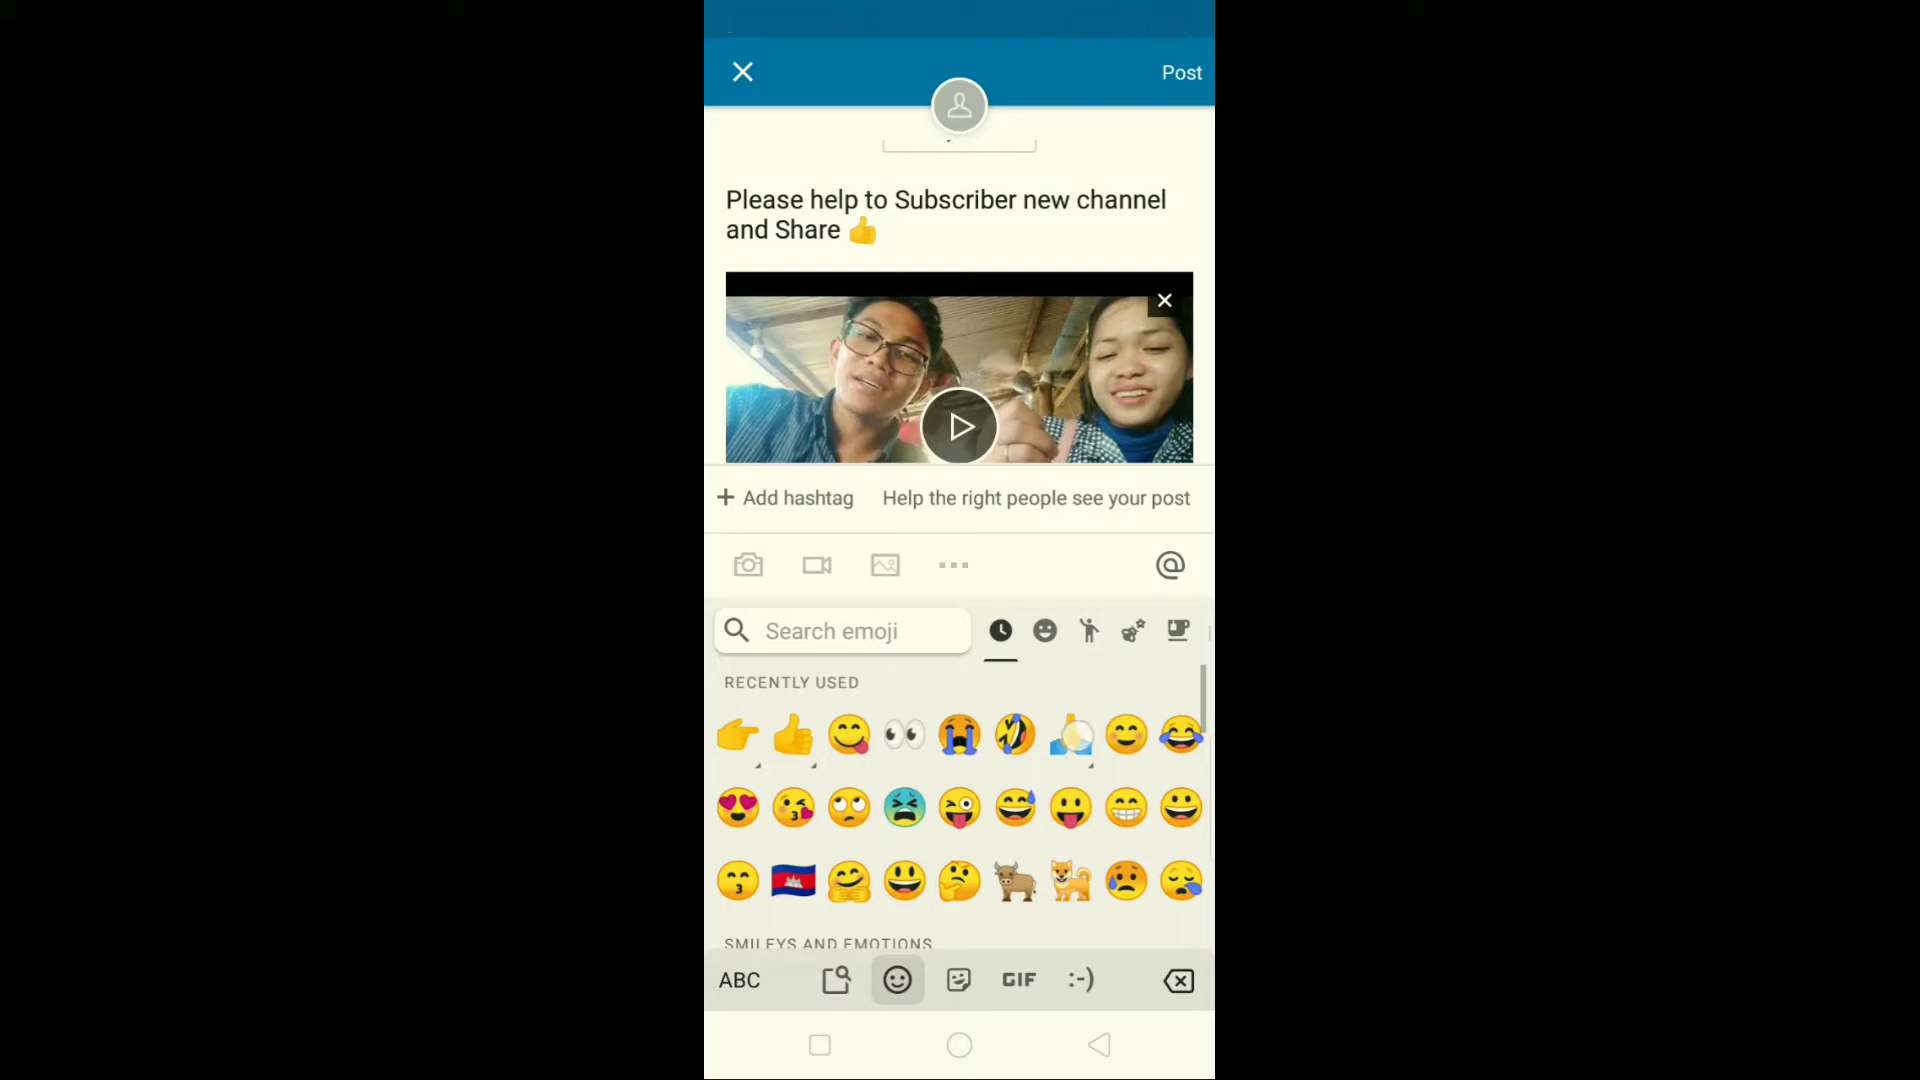 Post
Please help to Subscriber new channel
and Share 👍
Add hashtag Help the right people see your post
Search emoji
RECENTLY USED
SMILEYS AND EMOTIONS
ABC GIF :-)